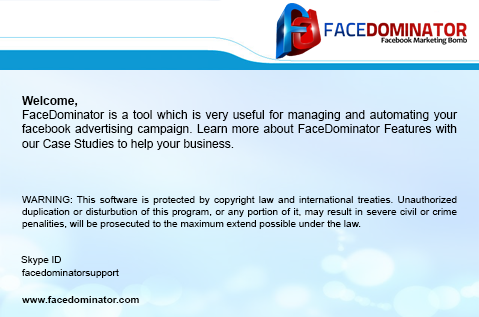 FACEDOMINATOR
Facebook Marketing Bomb
Welcome,
FaceDominator is a tool which is very useful for managing and automating your
facebook advertising campaign. Learn more about FaceDominator Features with
our Case Studies to help your business.
WARNING: This software is protected by copyright law and international treaties. Unauthorized
duplication or disturbution of this program, or any portion of it, may result in severe civil or crime
penalities, will be prosecuted to the maximum extend possible under the law.
Skype ID
facedominatorsupport
www.facedominator.com